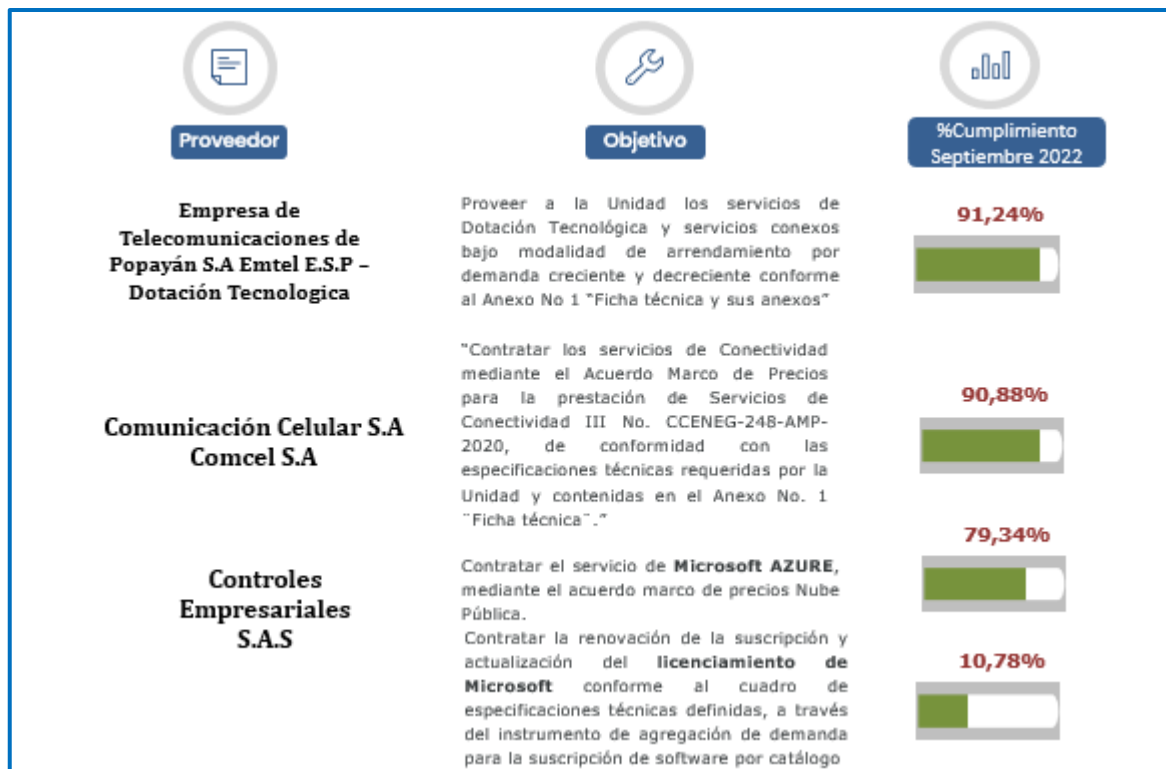 Proveedor
Objetivo
%Cumplimiento
Septiembre 2022
Empresa de
Telecomunicaciones de
Popayán S.A Emtel E.S.P –
Dotación Tecnologica
Proveer a la Unidad los servicios de
Dotación Tecnológica y servicios conexos
bajo modalidad de arrendamiento por
demanda creciente y decreciente conforme
al Anexo No 1 "Ficha técnica y sus anexos"
91,24%
Comunicación Celular S.A
Comcel S.A
"Contratar los servicios de Conectividad
mediante el Acuerdo Marco de Precios
para la prestación de Servicios de
Conectividad III No. CCENEG-248-AMP-
2020, de conformidad con las
especificaciones técnicas requeridas por la
Unidad y contenidas en el Anexo No. 1
¨Ficha técnica¨."
90,88%
Controles
Empresariales
S.A.S
Contratar el servicio de Microsoft AZURE,
mediante el acuerdo marco de precios Nube
Pública.
79,34%
Contratar la renovación de la suscripción y
actualización del licenciamiento de
Microsoft conforme al cuadro de
especificaciones técnicas definidas, a través
del instrumento de agregación de demanda
para la suscripción de software por catálogo
10,78%